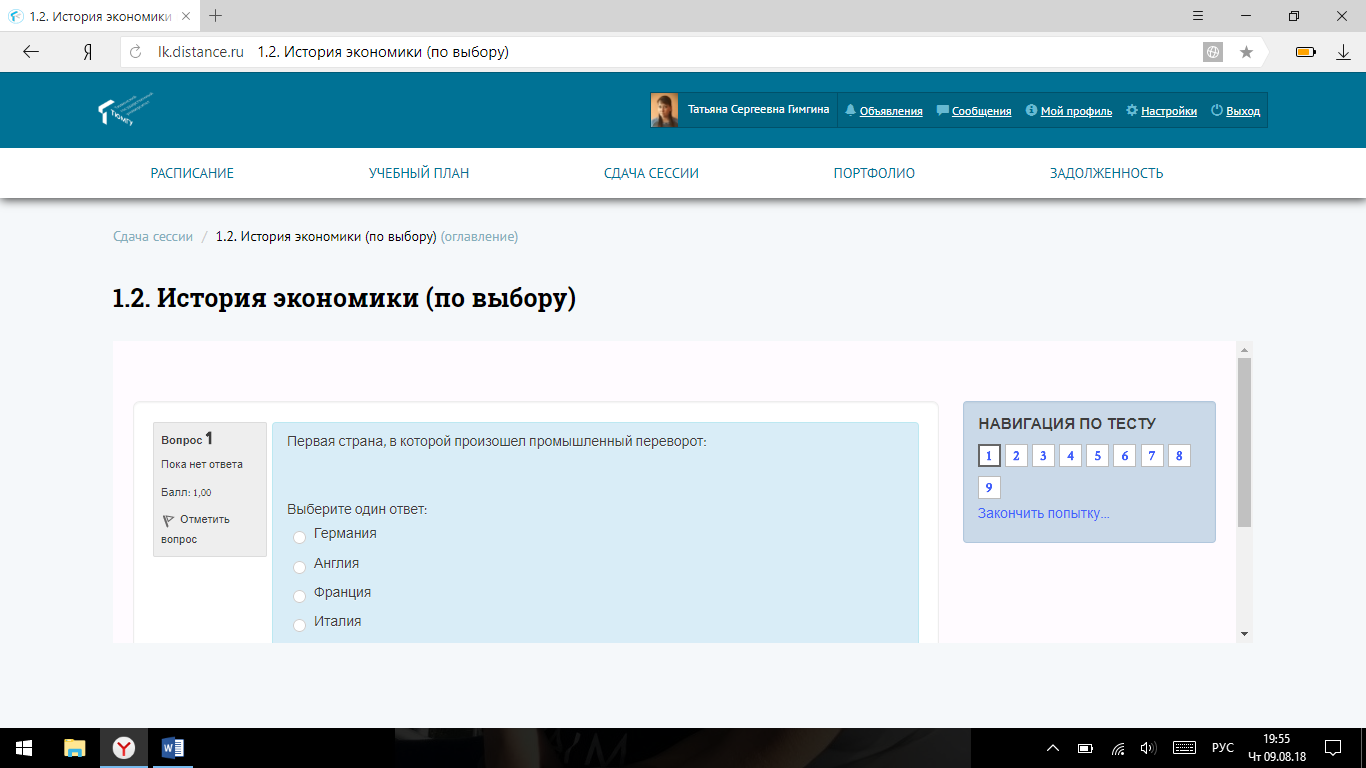 1.2. История экономики
lk.distance.ru 1.2. История экономики (по выбору)
Татьяна Сергеевна Гимгина Объявления Сообщения Мой профиль Настройки Выход
РАСПИСАНИЕ УЧЕБНЫЙ ПЛАН СДАЧА СЕССИИ ПОРТФОЛИО ЗАДОЛЖЕННОСТЬ
Сдача сессии / 1.2. История экономики (по выбору) (оглавление)
1.2. История экономики (по выбору)
Вопрос 1
Пока нет ответа
Балл: 1,00
Отметить
вопрос
Первая страна, в которой произошел промышленный переворот:
Выберите один ответ:
Германия
Англия
Франция
Италия
НАВИГАЦИЯ ПО ТЕСТУ
1 2 3 4 5 6 7 8
9
Закончить попытку...
РУС
19:55
Чт 09.08.18